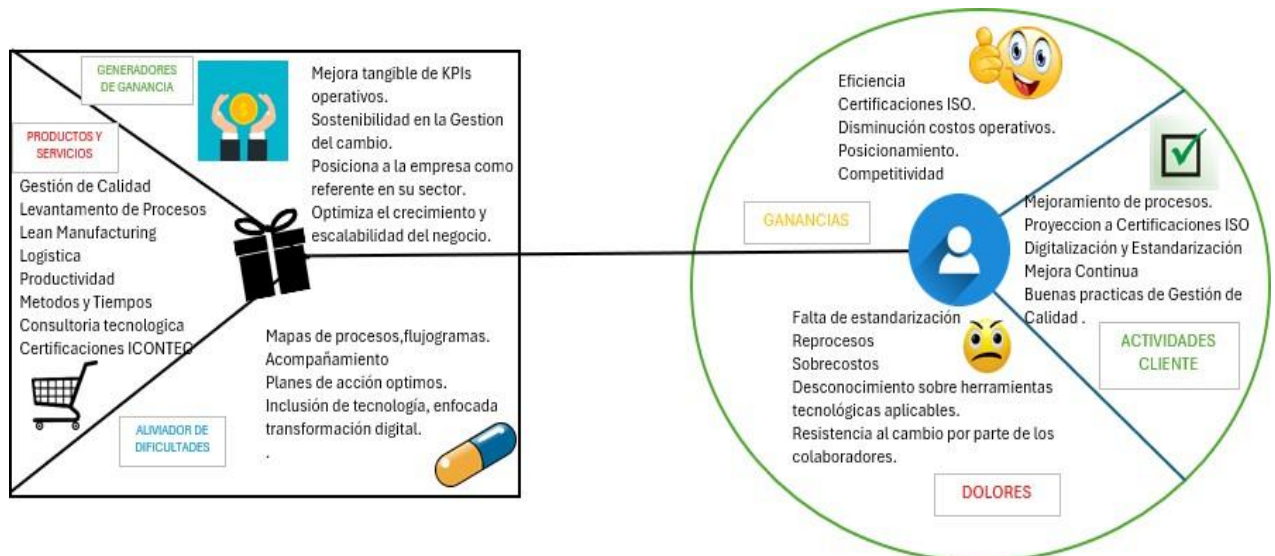 GENERADORES
DE GANANCIA
Mejora tangible de KPIs
operativos.
Sostenibilidad en la Gestion
del cambio.
Posiciona a la empresa como
referente en su sector.
Optimiza el crecimiento y
escalabilidad del negocio.
PRODUCTOS Y
SERVICIOS
Gestión de Calidad
Levantamento de Procesos
Lean Manufacturing
Logistica
Productividad
Metodos y Tiempos
Consultoria tecnologica
Certificaciones ICONTEC
Mapas de procesos,flujogramas.
Acompañamiento
Planes de acción optimos.
Inclusión de tecnología, enfocada
transformación digital.
.
ALIVIADOR DE
DIFICULTADES
Eficiencia
Certificaciones ISO.
Disminución costos operativos.
Posicionamiento.
Competitividad
GANANCIAS
Mejoramiento de procesos.
Proyeccion a Certificaciones ISO
Digitalización y Estandarización
Mejora Continua
Buenas practicas de Gestión de
Calidad .
ACTIVIDADES
CLIENTE
Falta de estandarización
Reprocesos
Sobrecostos
Desconocimiento sobre herramientas
tecnológicas aplicables.
Resistencia al cambio por parte de los
colaboradores.
DOLORES